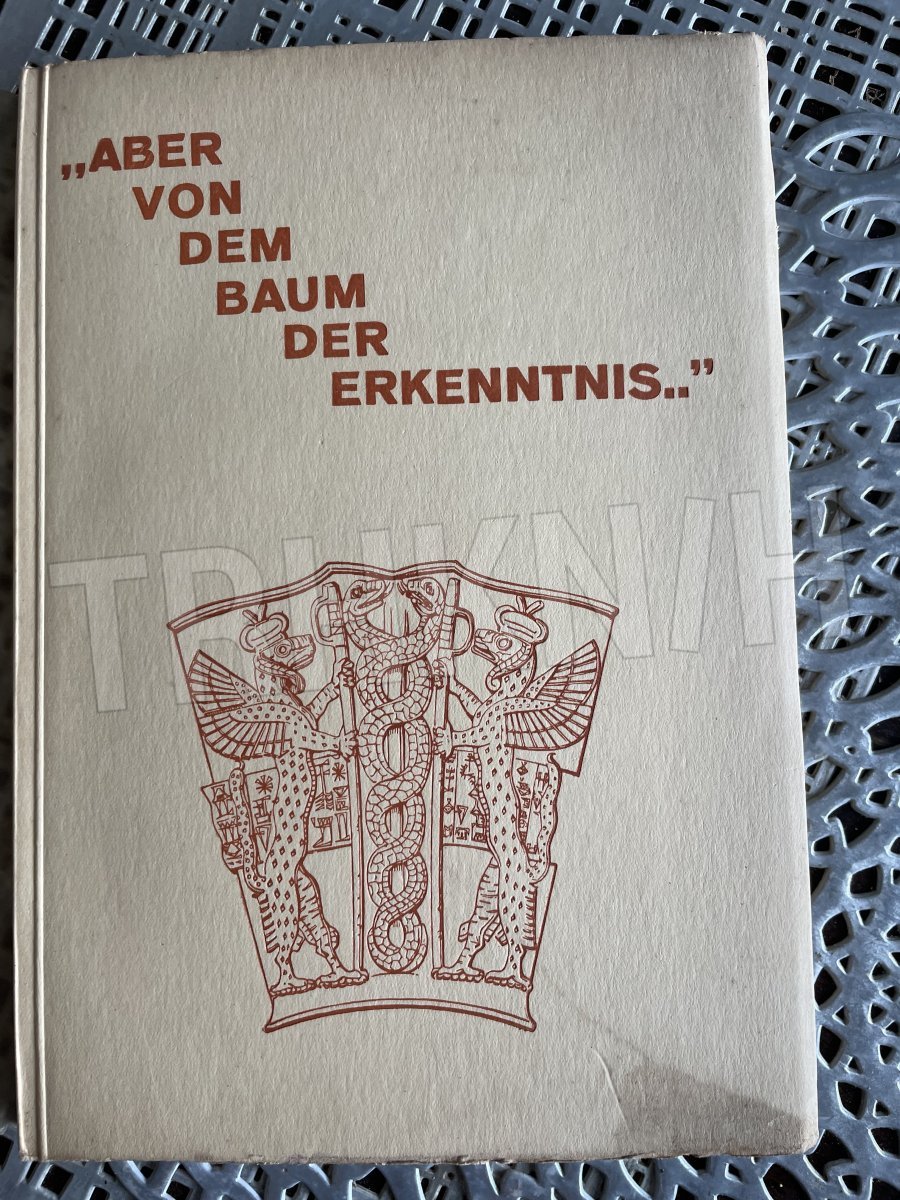 „ABER
VON
DEM
BAUM
DER
ERKENNTNIS..”